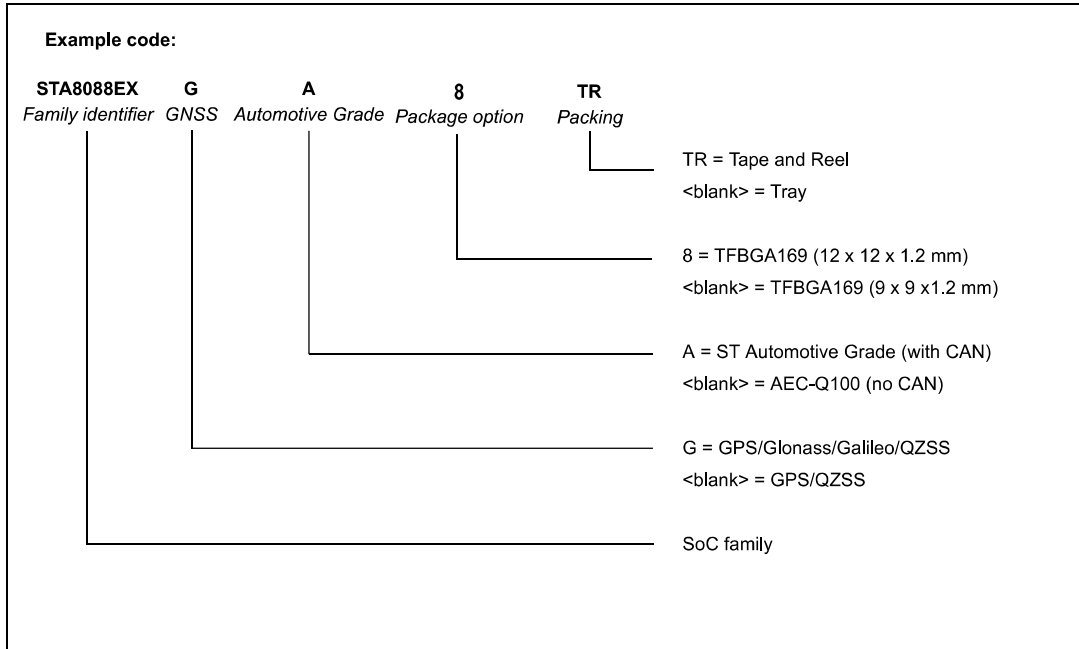 Example code:
STA8088EX G A 8 TR
Family identifier GNSS Automotive Grade Package option Packing
TR = Tape and Reel
<blank> = Tray
8 = TFBGA169 (12 x 12 x 1.2 mm)
<blank> = TFBGA169 (9 x 9 x1.2 mm)
A = ST Automotive Grade (with CAN)
<blank> = AEC-Q100 (no CAN)
G = GPS/Glonass/Galileo/QZSS
<blank> = GPS/QZSS
SoC family